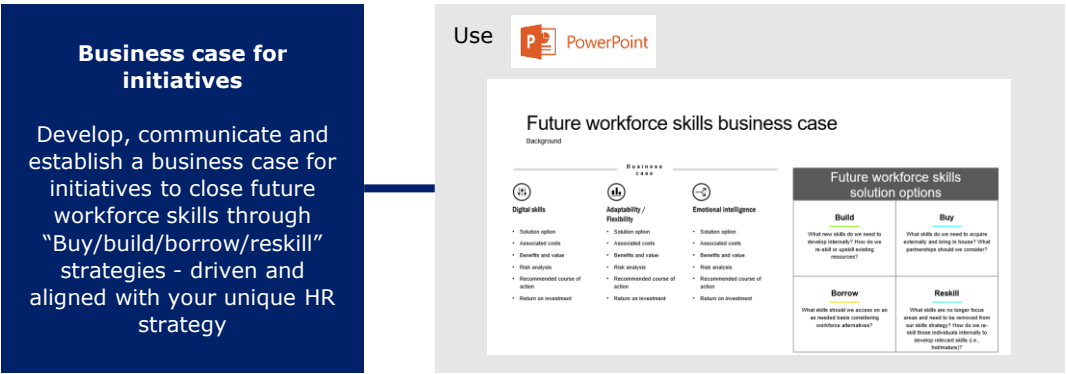 Business case for
initiatives
Develop, communicate and
establish a business case for
initiatives to close future
workforce skills through
“Buy/build/borrow/reskill”
strategies - driven and
aligned with your unique HR
strategy
Use
P
PowerPoint
Future workforce skills business case
Background
Business
case
Digital skills
• Solution option
• Associated costs
• Benefits and value
• Risk analysis
• Recommended course of
action
• Return on investment
Adaptability /
Flexibility
• Solution option
• Associated costs
• Benefits and value
• Risk analysis
• Recommended course of
action
• Return on investment
Emotional intelligence
• Solution option
• Associated costs
• Benefits and value
• Risk analysis
• Recommended course of
action
• Return on investment
Future workforce skills
solution options
Build
What new skills do we need to
develop internally? How do we
re-skill or upskill existing
resources?
Buy
What skills do we need to acquire
externally and bring in house? What
partnerships should we consider?
Borrow
What skills should we access on an
as needed basis considering
workforce alternatives?
Reskill
What skills are no longer focus
areas and need to be removed from
our skills strategy? How do we re-
skill those individuals internally to
develop relevant skills (i.e.,
hot/mature)?